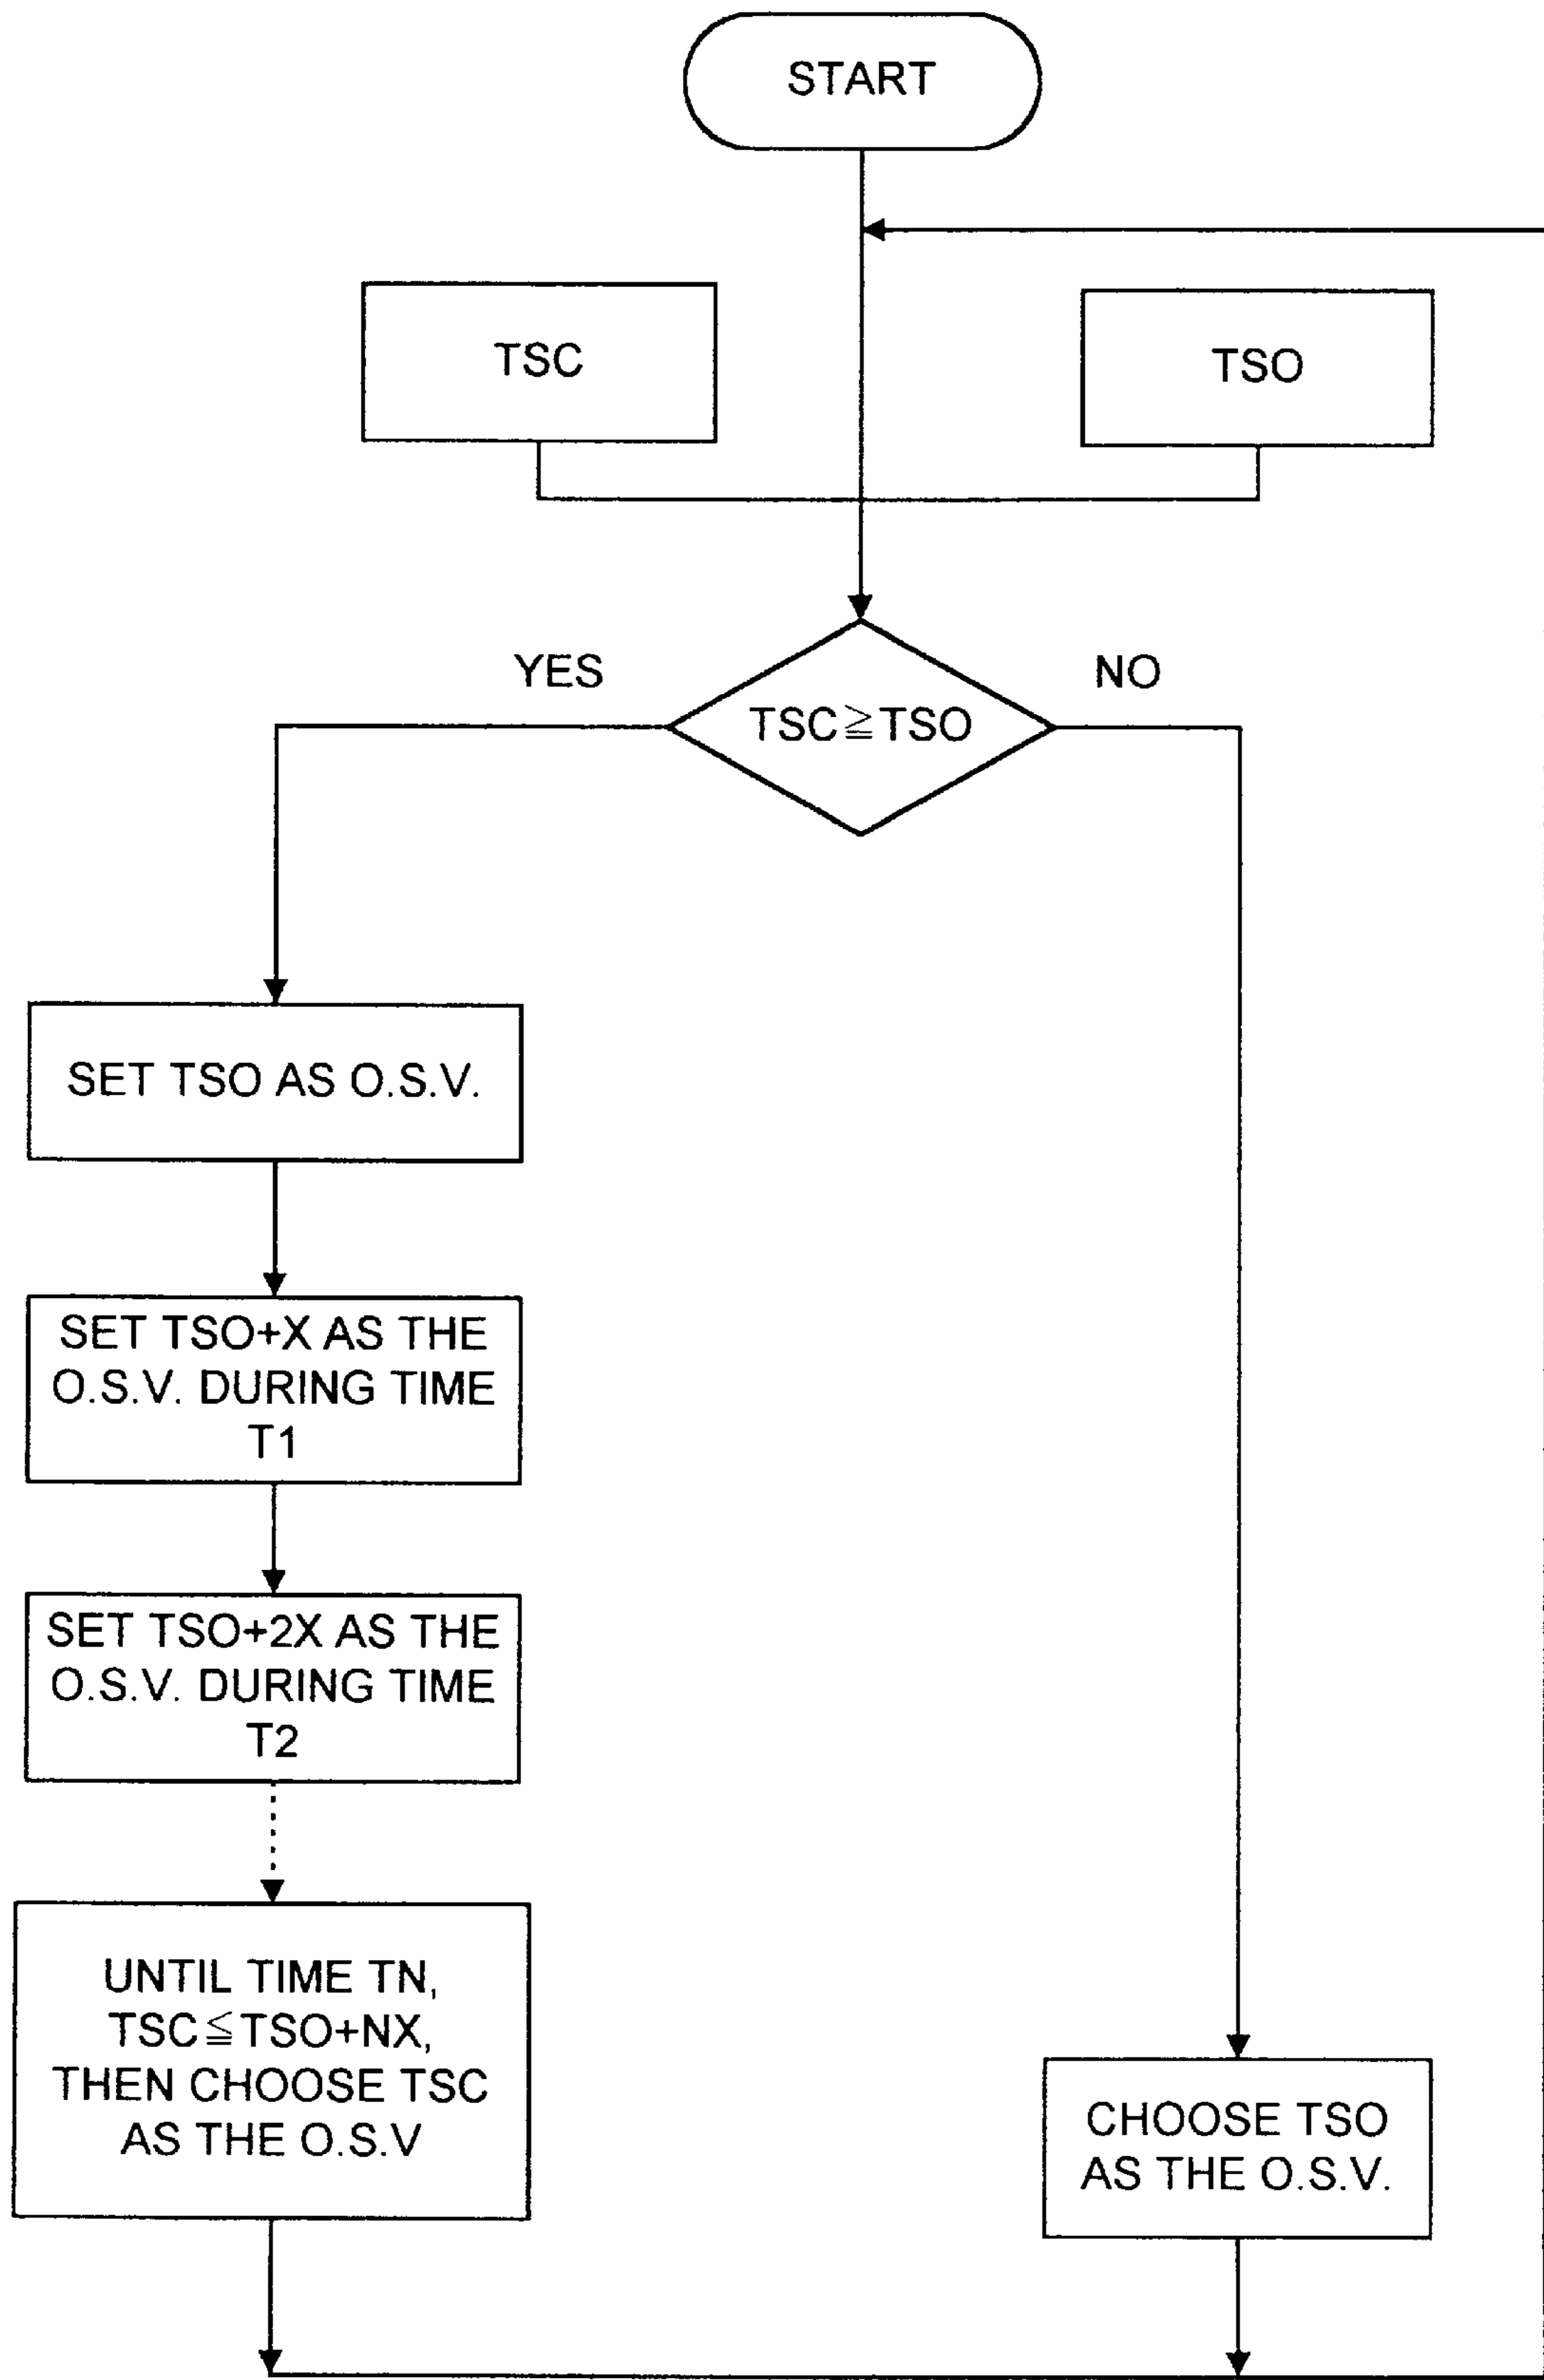 START
TSC
TSO
YES
NO
TSC≧TSO
SET TSO AS O.S.V.
SET TSO+X AS THE
O.S.V. DURING TIME
T1
SET TSO+2X AS THE
O.S.V. DURING TIME
T2
UNTIL TIME TN,
TSC≦TSO+NX,
THEN CHOOSE TSC
AS THE O.S.V
CHOOSE TSO
AS THE O.S.V.